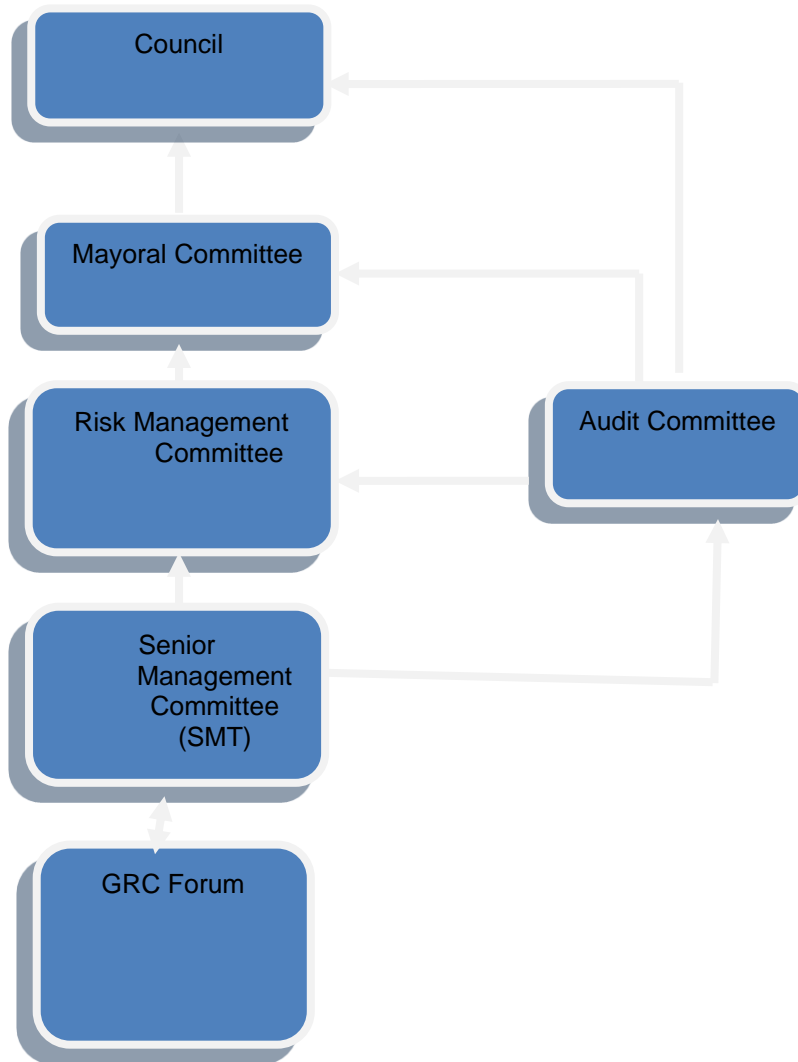 Council
Mayoral Committee
Risk Management
Committee
Audit Committee
Senior
Management
Committee
(SMT)
GRC Forum